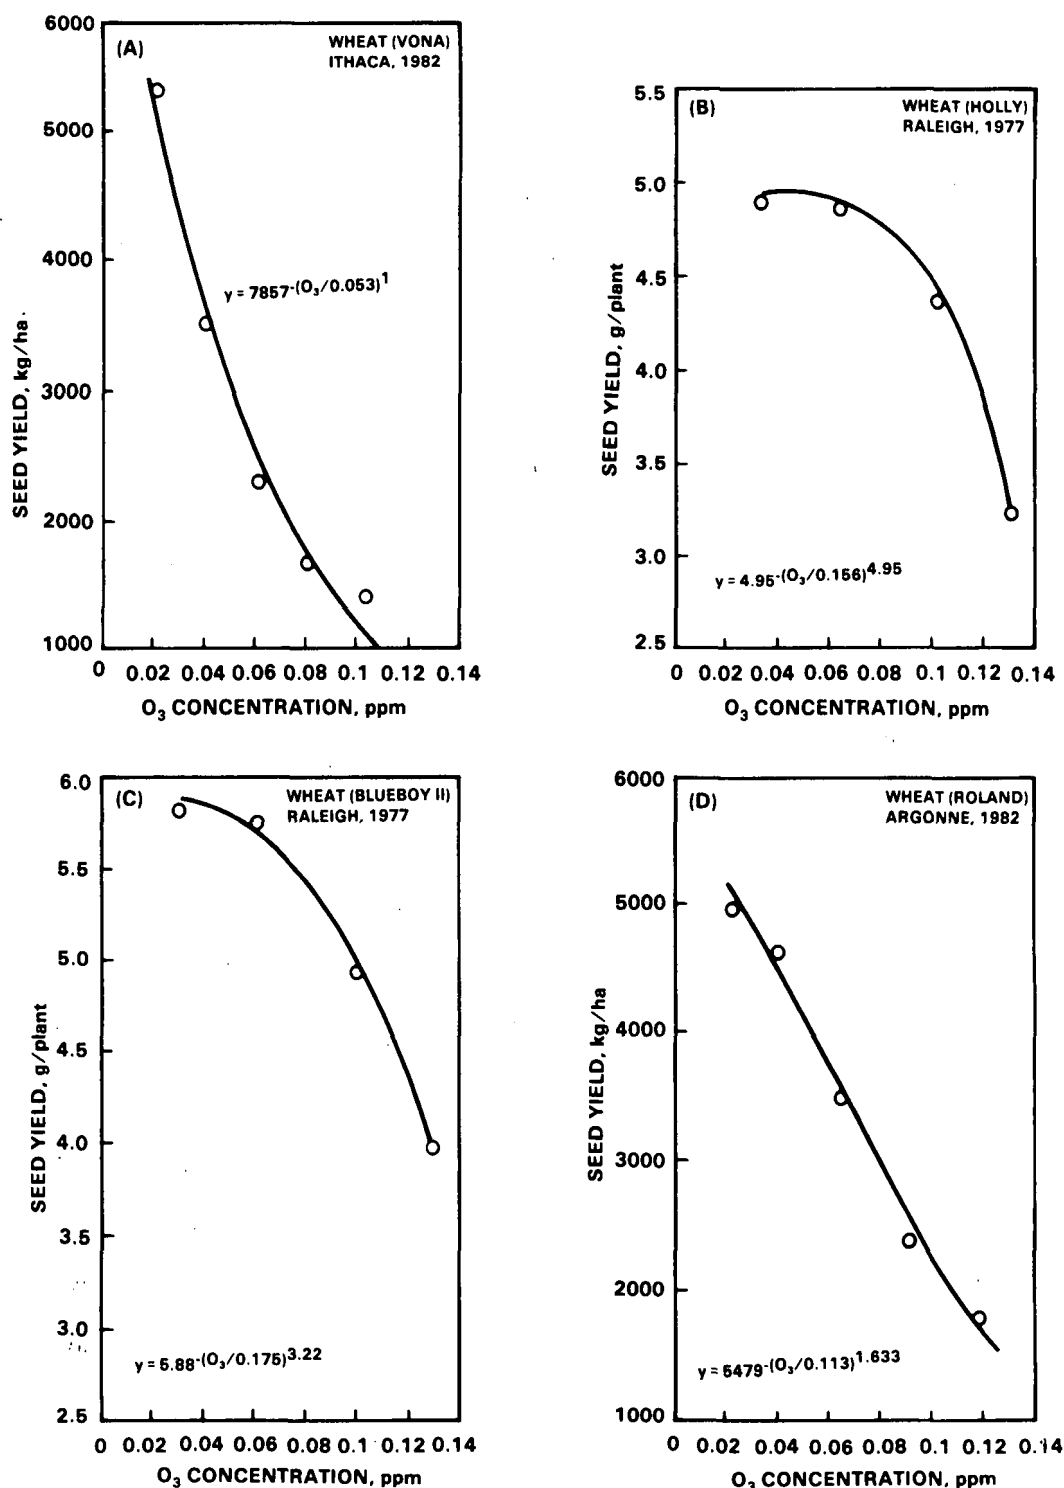 (A)
WHEAT (VONA)
ITHACA, 1982
6000
5000
4000
3000
2000
1000
SEED YIELD, kg/ha
y = 7857-(O3/0.053)1
0 0.02 0.04 0.06 0.08 0.1 0.12 0.14
O3 CONCENTRATION, ppm
(B)
WHEAT (HOLLY)
RALEIGH, 1977
5.5
5.0
4.5
4.0
3.5
3.0
2.5
SEED YIELD, g/plant
y = 4.95-(O3/0.156)4.95
0 0.02 0.04 0.06 0.08 0.1 0.12 0.14
O3 CONCENTRATION, ppm
(C)
WHEAT (BLUEBOY II)
RALEIGH, 1977
6.0
5.5
5.0
4.5
4.0
3.5
3.0
2.5
SEED YIELD, g/plant
y = 5.88-(O3/0.175)3.22
0 0.02 0.04 0.06 0.08 0.1 0.12 0.14
O3 CONCENTRATION, ppm
(D)
WHEAT (ROLAND)
ARGONNE, 1982
6000
5000
4000
3000
2000
1000
SEED YIELD, kg/ha
y = 5479-(O3/0.113)1.633
0 0.02 0.04 0.06 0.08 0.1 0.12 0.14
O3 CONCENTRATION, ppm